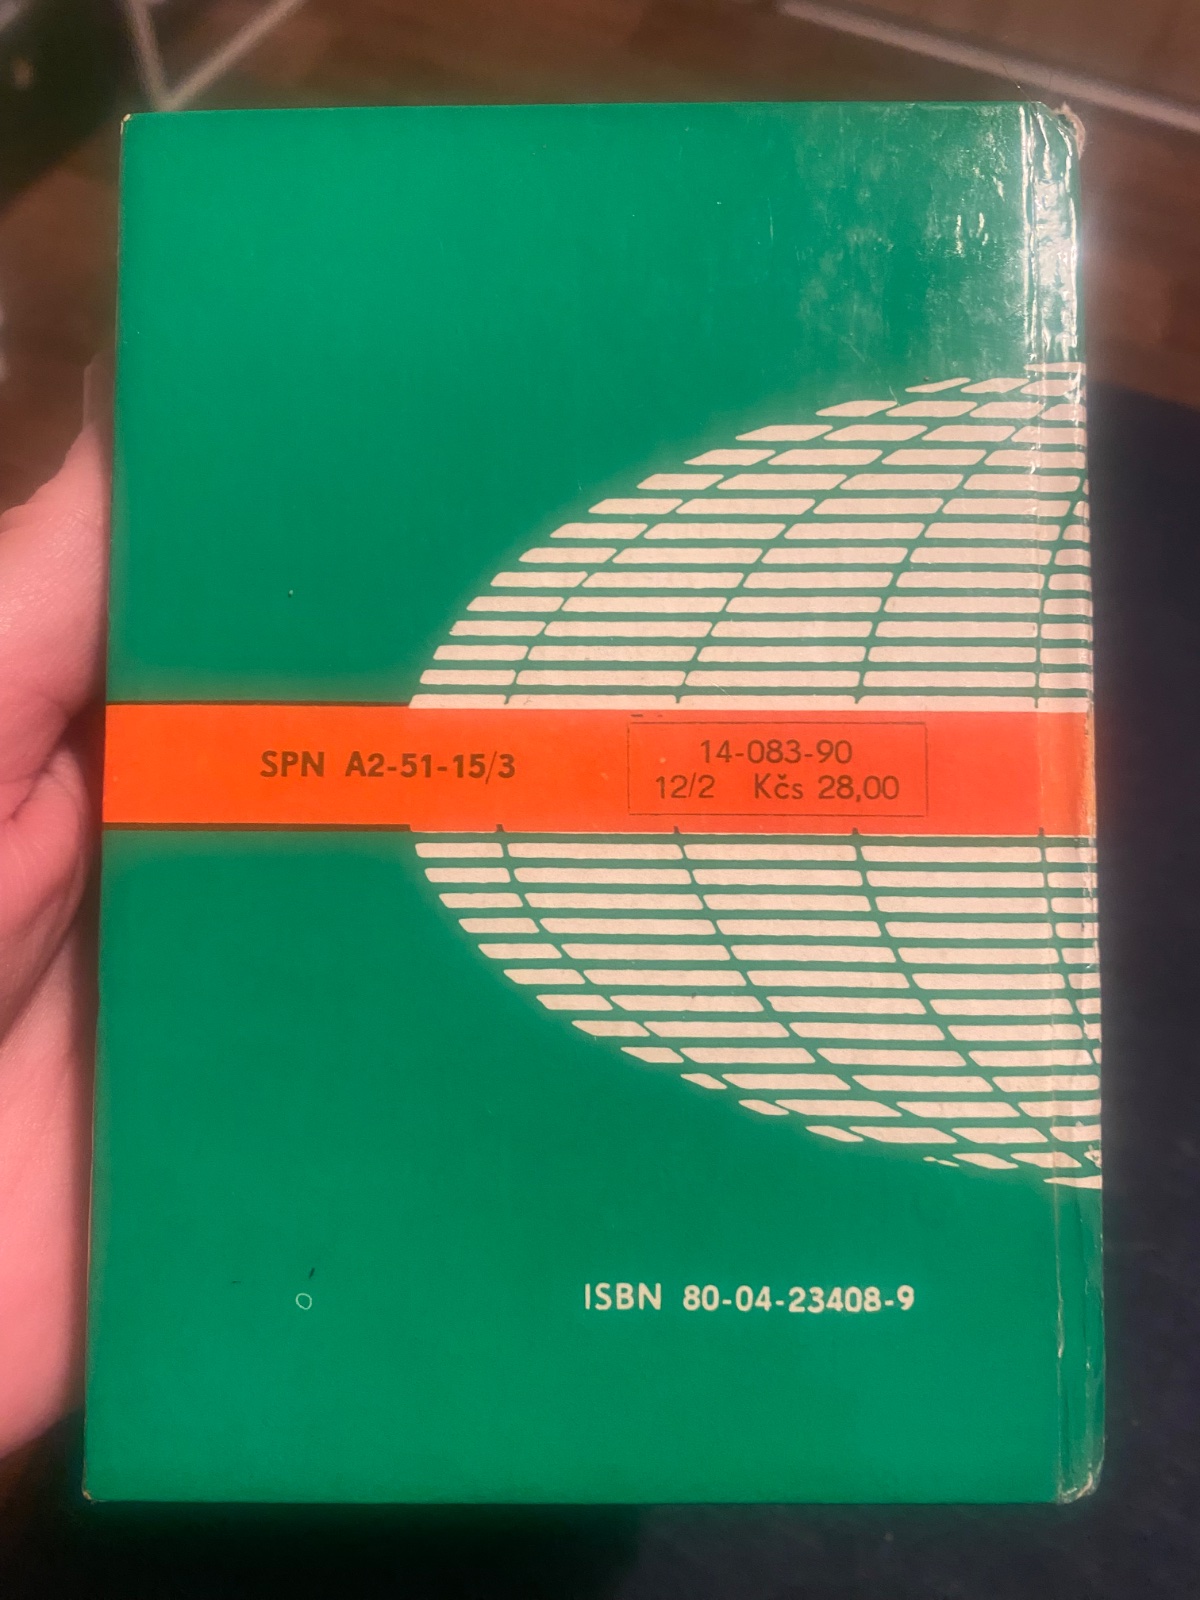 SPN A2-51-15/3
14-083-90
12/2 Kčs 28,00
ISBN 80-04-23408-9